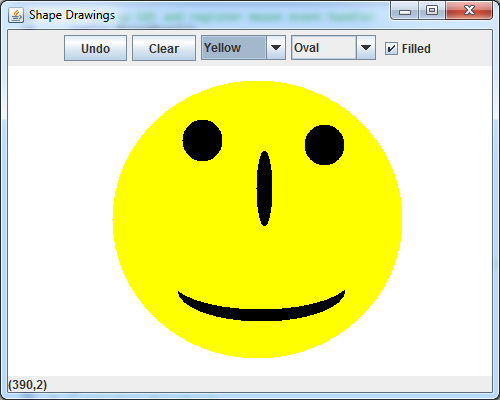 Shape Drawings
Undo Clear Yellow Oval Filled
(390,2)